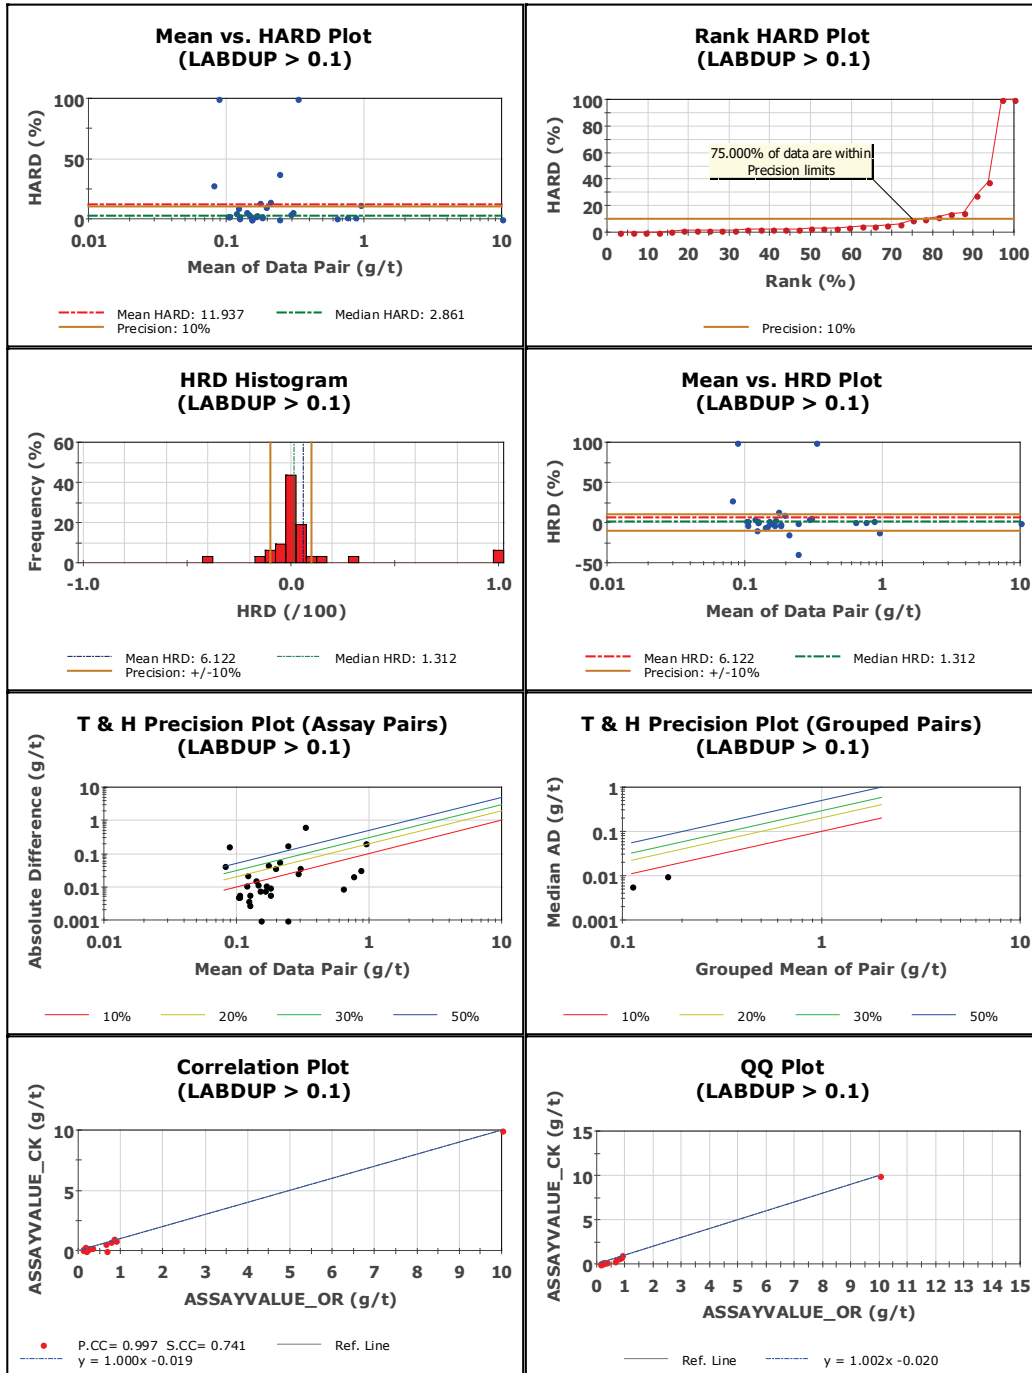 Mean vs. HARD Plot
(LABDUP > 0.1)
HARD (%)
100
50
0
0.01
0.1
1
10
Mean of Data Pair (g/t)
Mean HARD: 11.937
Median HARD: 2.861
Precision: 10%
Rank HARD Plot
(LABDUP > 0.1)
HARD (%)
100
80
60
40
20
0
75.000% of data are within
Precision limits
0 10 20 30 40 50 60 70 80 90 100
Rank (%)
Precision: 10%
HRD Histogram
(LABDUP > 0.1)
Frequency (%)
60
40
20
0
-1.0
0.0
1.0
HRD (/100)
Mean HRD: 6.122
Median HRD: 1.312
Precision: +/-10%
Mean vs. HRD Plot
(LABDUP > 0.1)
HRD (%)
100
50
0
-50
0.01
0.1
1
10
Mean of Data Pair (g/t)
Mean HRD: 6.122
Median HRD: 1.312
Precision: +/-10%
T & H Precision Plot (Assay Pairs)
(LABDUP > 0.1)
Absolute Difference (g/t)
10
1
0.1
0.01
0.001
0.01
0.1
1
10
Mean of Data Pair (g/t)
10%
20%
30%
50%
T & H Precision Plot (Grouped Pairs)
(LABDUP > 0.1)
Median AD (g/t)
1
0.1
0.01
0.001
0.1
1
10
Grouped Mean of Pair (g/t)
10%
20%
30%
50%
Correlation Plot
(LABDUP > 0.1)
ASSAYVALUE_CK (g/t)
10
5
0
0 1 2 3 4 5 6 7 8 9 10
ASSAYVALUE_OR (g/t)
P.CC= 0.997 S.CC= 0.741
Ref. Line
y = 1.000x -0.019
QQ Plot
(LABDUP > 0.1)
ASSAYVALUE_CK (g/t)
15
10
5
0
0 1 2 3 4 5 6 7 8 9 10 11 12 13 14 15
ASSAYVALUE_OR (g/t)
Ref. Line
y = 1.002x -0.020